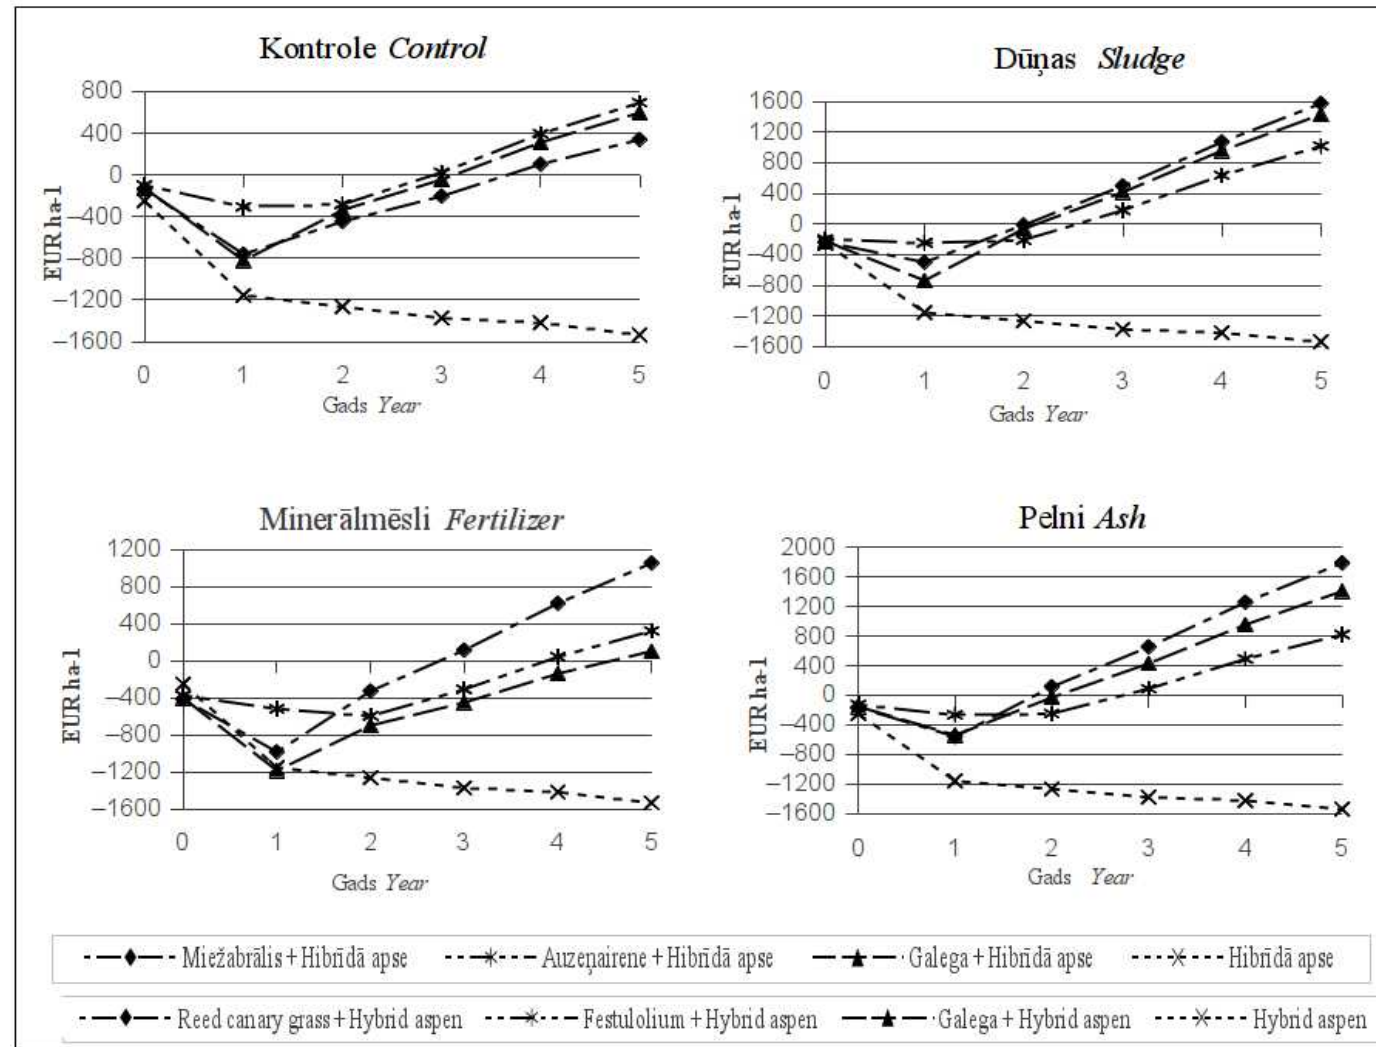 Kontrole Control
800
400
0
–400
–800
–1200
–1600
EUR ha-1
0 1 2 3 4 5
Gads Year
Dūņas Sludge
1600
1200
800
400
0
–400
–800
–1200
–1600
EUR ha-1
0 1 2 3 4 5
Gads Year
Minerālmēsli Fertilizer
1200
800
400
0
–400
–800
–1200
–1600
EUR ha-1
0 1 2 3 4 5
Gads Year
Pelni Ash
2000
1600
1200
800
400
0
–400
–800
–1200
–1600
EUR ha-1
0 1 2 3 4 5
Gads Year
Miežabrālis + Hibrīdā apse Auzeņairene + Hibrīdā apse Galega + Hibrīdā apse Hibrīdā apse
Reed canary grass + Hybrid aspen Festulolium + Hybrid aspen Galega + Hybrid aspen Hybrid aspen